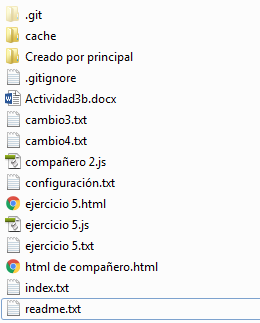 .git
cache
Creado por principal
.gitignore
Actividad3b.docx
cambio3.txt
cambio4.txt
compañero 2.js
configuración.txt
ejercicio 5.html
ejercicio 5.js
ejercicio 5.txt
html de compañero.html
index.txt
readme.txt